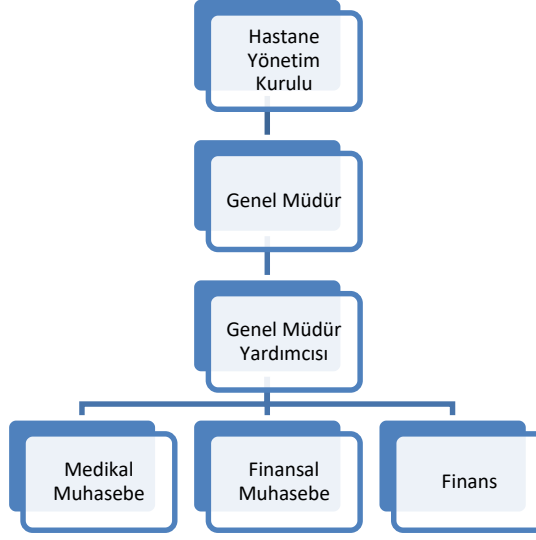 Hastane
Yönetim
Kurulu
Genel Müdür
Genel Müdür
Yardımcısı
Medikal
Muhasebe
Finansal
Muhasebe
Finans